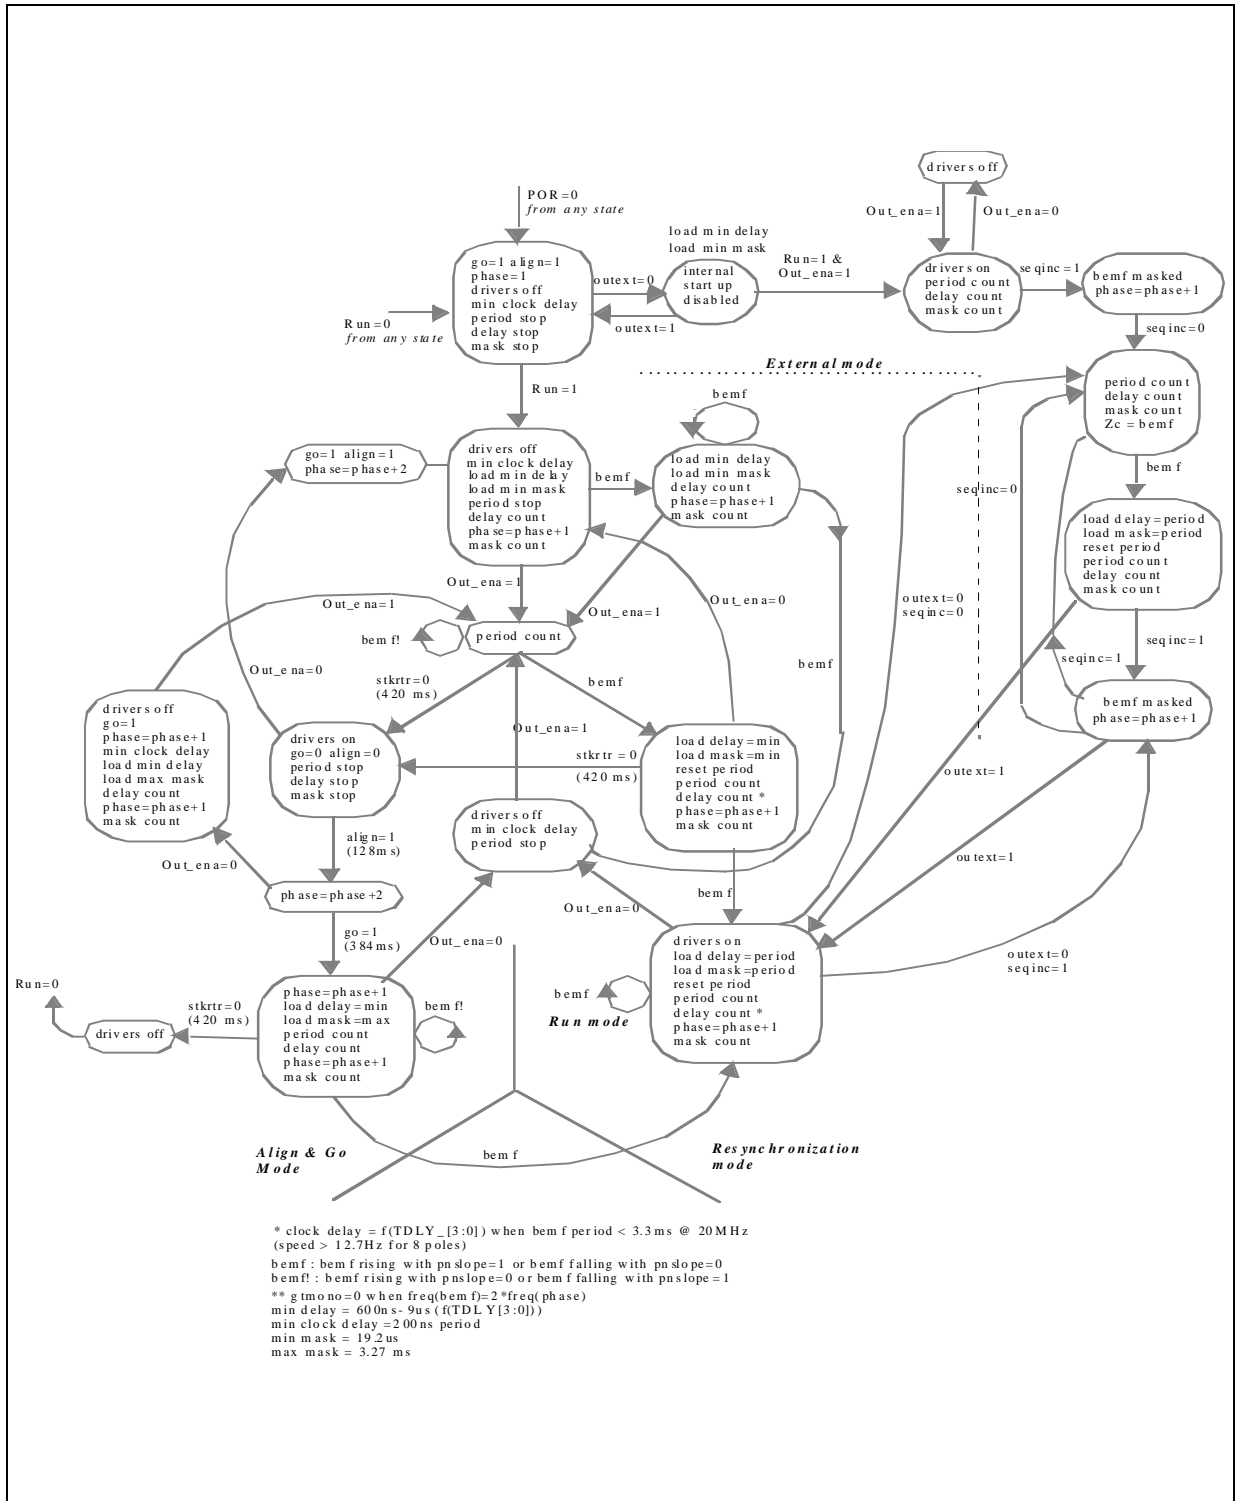 drivers off
POR=0
from any state
Out_ena=1
Out_ena=0
load min delay
load min mask
go=1 align=1
phase=1
drivers off
min clock delay
period stop
delay stop
mask stop
outext=0
internal
start up
disabled
outext=1
Run=1 &
Out_ena=1
drivers on
period count
delay count
mask count
seqinc=1
bemf masked
phase=phase+1
Run=0
from any state
seqinc=0
External mode
Run=1
period count
delay count
mask count
Zc = bemf
bemf
go=1 align=1
phase=phase+2
drivers off
min clock delay
load min delay
load min mask
period stop
delay count
phase=phase+1
mask count
bemf
load min delay
load min mask
delay count
phase=phase+1
mask count
bemf
seqinc=0
load delay=period
load mask=period
reset period
period count
delay count
mask count
Out_ena=1
Out_ena=1
Out_ena=1
Out_ena=0
outext=0
seqinc=0
bemf!
period count
seqinc=1
seqinc=1
Out_ena=0
stkrtr=0
(420 ms)
bemf
bemf
bemf masked
phase=phase+1
drivers off
go=1
phase=phase+1
min clock delay
load min delay
load max mask
delay count
phase=phase+1
mask count
drivers on
go=0 align=0
period stop
delay stop
mask stop
Out_ena=1
stkrtr = 0
(420 ms)
load delay=min
load mask=min
reset period
period count
delay count *
phase=phase+1
mask count
outext=1
drivers off
min clock delay
period stop
align=1
(128ms)
Out_ena=0
outext=1
phase=phase+2
bemf
Out_ena=0
go=1
(384ms)
Out_ena=0
drivers on
load delay=period
load mask=period
reset period
period count
delay count *
phase=phase+1
mask count
outext=0
seqinc=1
Run=0
stkrtr=0
(420 ms)
phase=phase+1
load delay=min
load mask=max
period count
delay count
phase=phase+1
mask count
bemf!
bemf
Run mode
drivers off
Align & Go
Mode
bemf
Resynchronization
mode
* clock delay = f(TDLY_[3:0]) when bemf period < 3.3ms @ 20MHz
(speed > 12.7Hz for 8 poles)
bemf : bemf rising with pnslope=1 or bemf falling with pnslope=0
bemf! : bemf rising with pnslope=0 or bemf falling with pnslope=1
** gtmono=0 when freq(bemf)=2*freq(phase)
min delay = 600ns- 9us (f(TDLY[3:0]))
min clock delay =200ns period
min mask = 19.2us
max mask = 3.27 ms